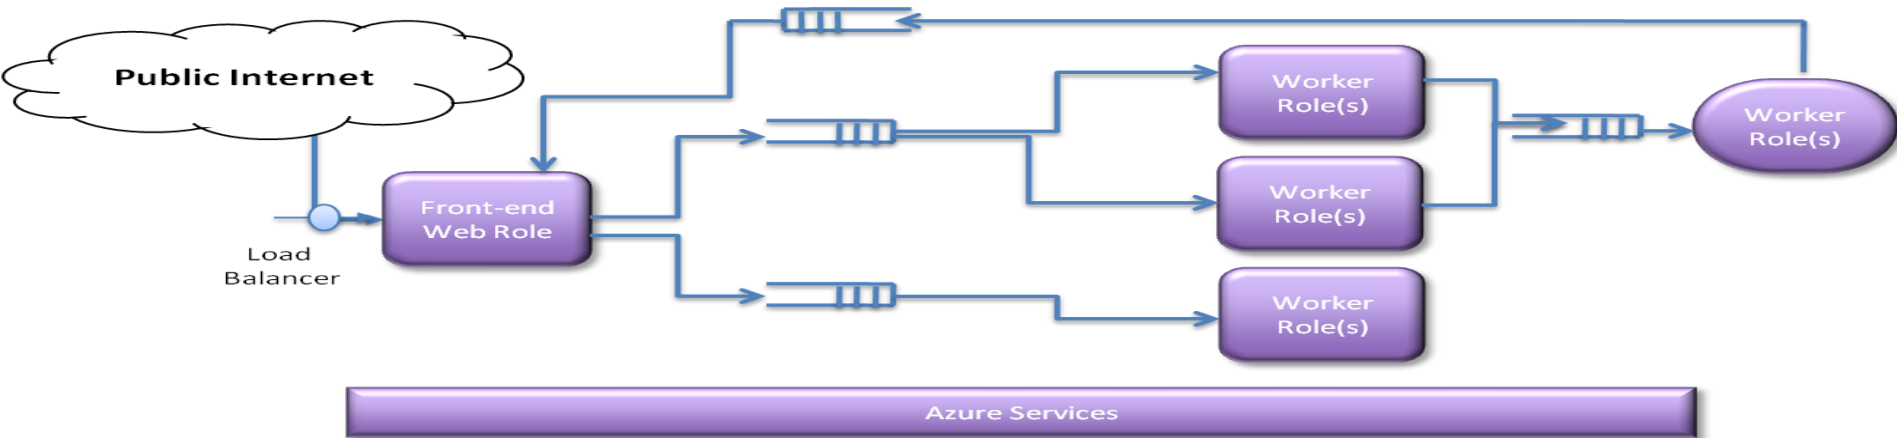 Public Internet
Load
Balancer
Front-end
Web Role
Worker
Role(s)
Worker
Role(s)
Worker
Role(s)
Worker
Role(s)
Azure Services